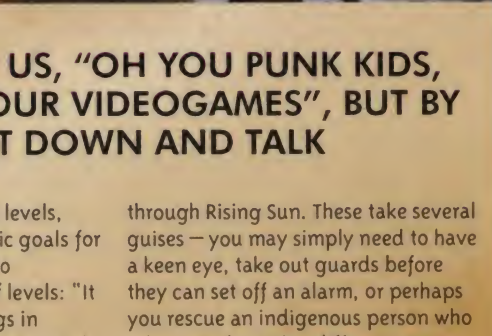 US, “OH YOU PUNK KIDS,
OUR VIDEOGAMES”, BUT BY
T DOWN AND TALK
levels,
ic goals for
o
f levels: "It
gs in
through Rising Sun. These take several
guises — you may simply need to have
a keen eye, take out guards before
they can set off an alarm, or perhaps
you rescue an indigenous person who